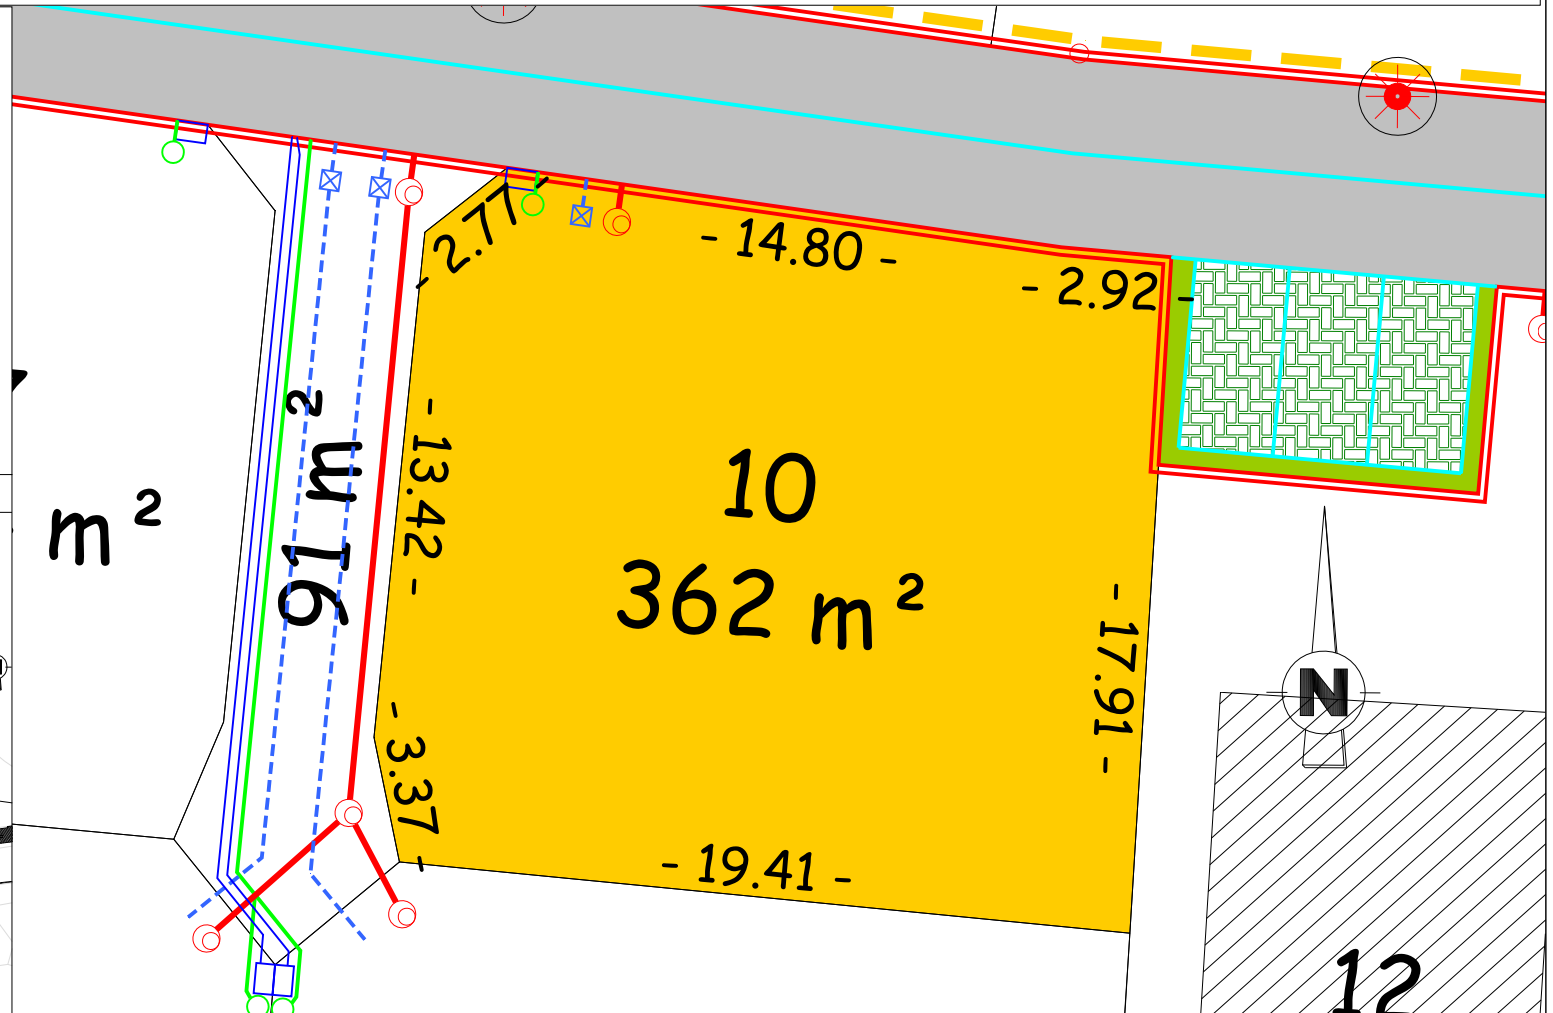 2.77
- 14.80 -
- 2.92 -
- 13.42 -
91 m²
m²
10
362 m²
- 17.91 -
- 3.37 -
- 19.41 -
N
12